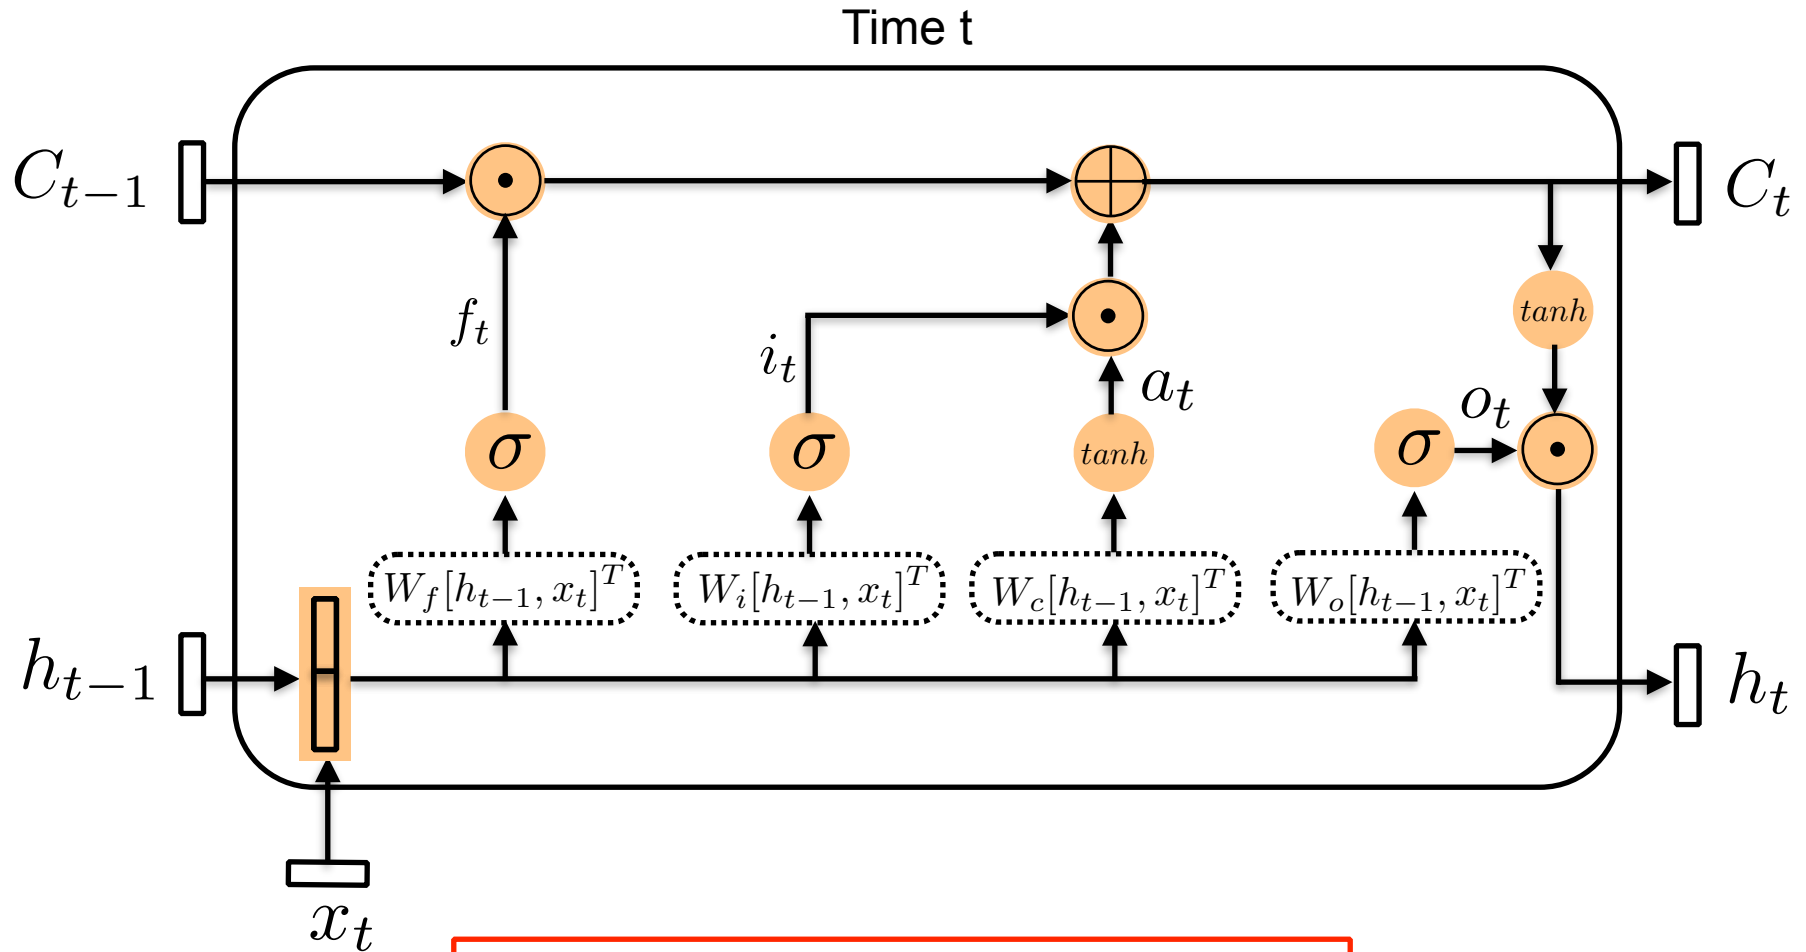 Time t
C_{t-1}
C_t
f_t
i_t
a_t
tanh
o_t
σ
σ
tanh
σ
W_f[h_{t-1}, x_t]^T
W_i[h_{t-1}, x_t]^T
W_c[h_{t-1}, x_t]^T
W_o[h_{t-1}, x_t]^T
h_{t-1}
h_t
x_t